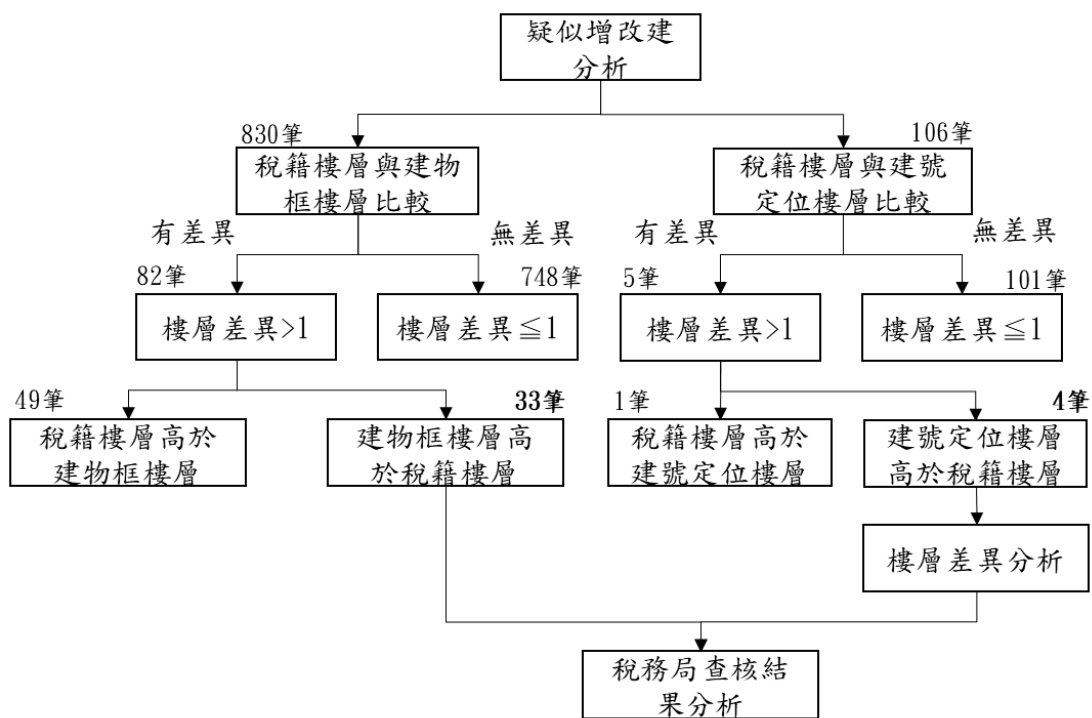 疑似增改建
分析
830筆
106筆
稅籍樓層與建物
框樓層比較
稅籍樓層與建號
定位樓層比較
有差異
無差異
有差異
無差異
82筆
748筆
5筆
101筆
樓層差異>1
樓層差異≦1
樓層差異>1
樓層差異≦1
49筆
33筆
1筆
4筆
稅籍樓層高於
建物框樓層
建物框樓層高
於稅籍樓層
稅籍樓層高於
建號定位樓層
建號定位樓層
高於稅籍樓層
樓層差異分析
稅務局查核結
果分析